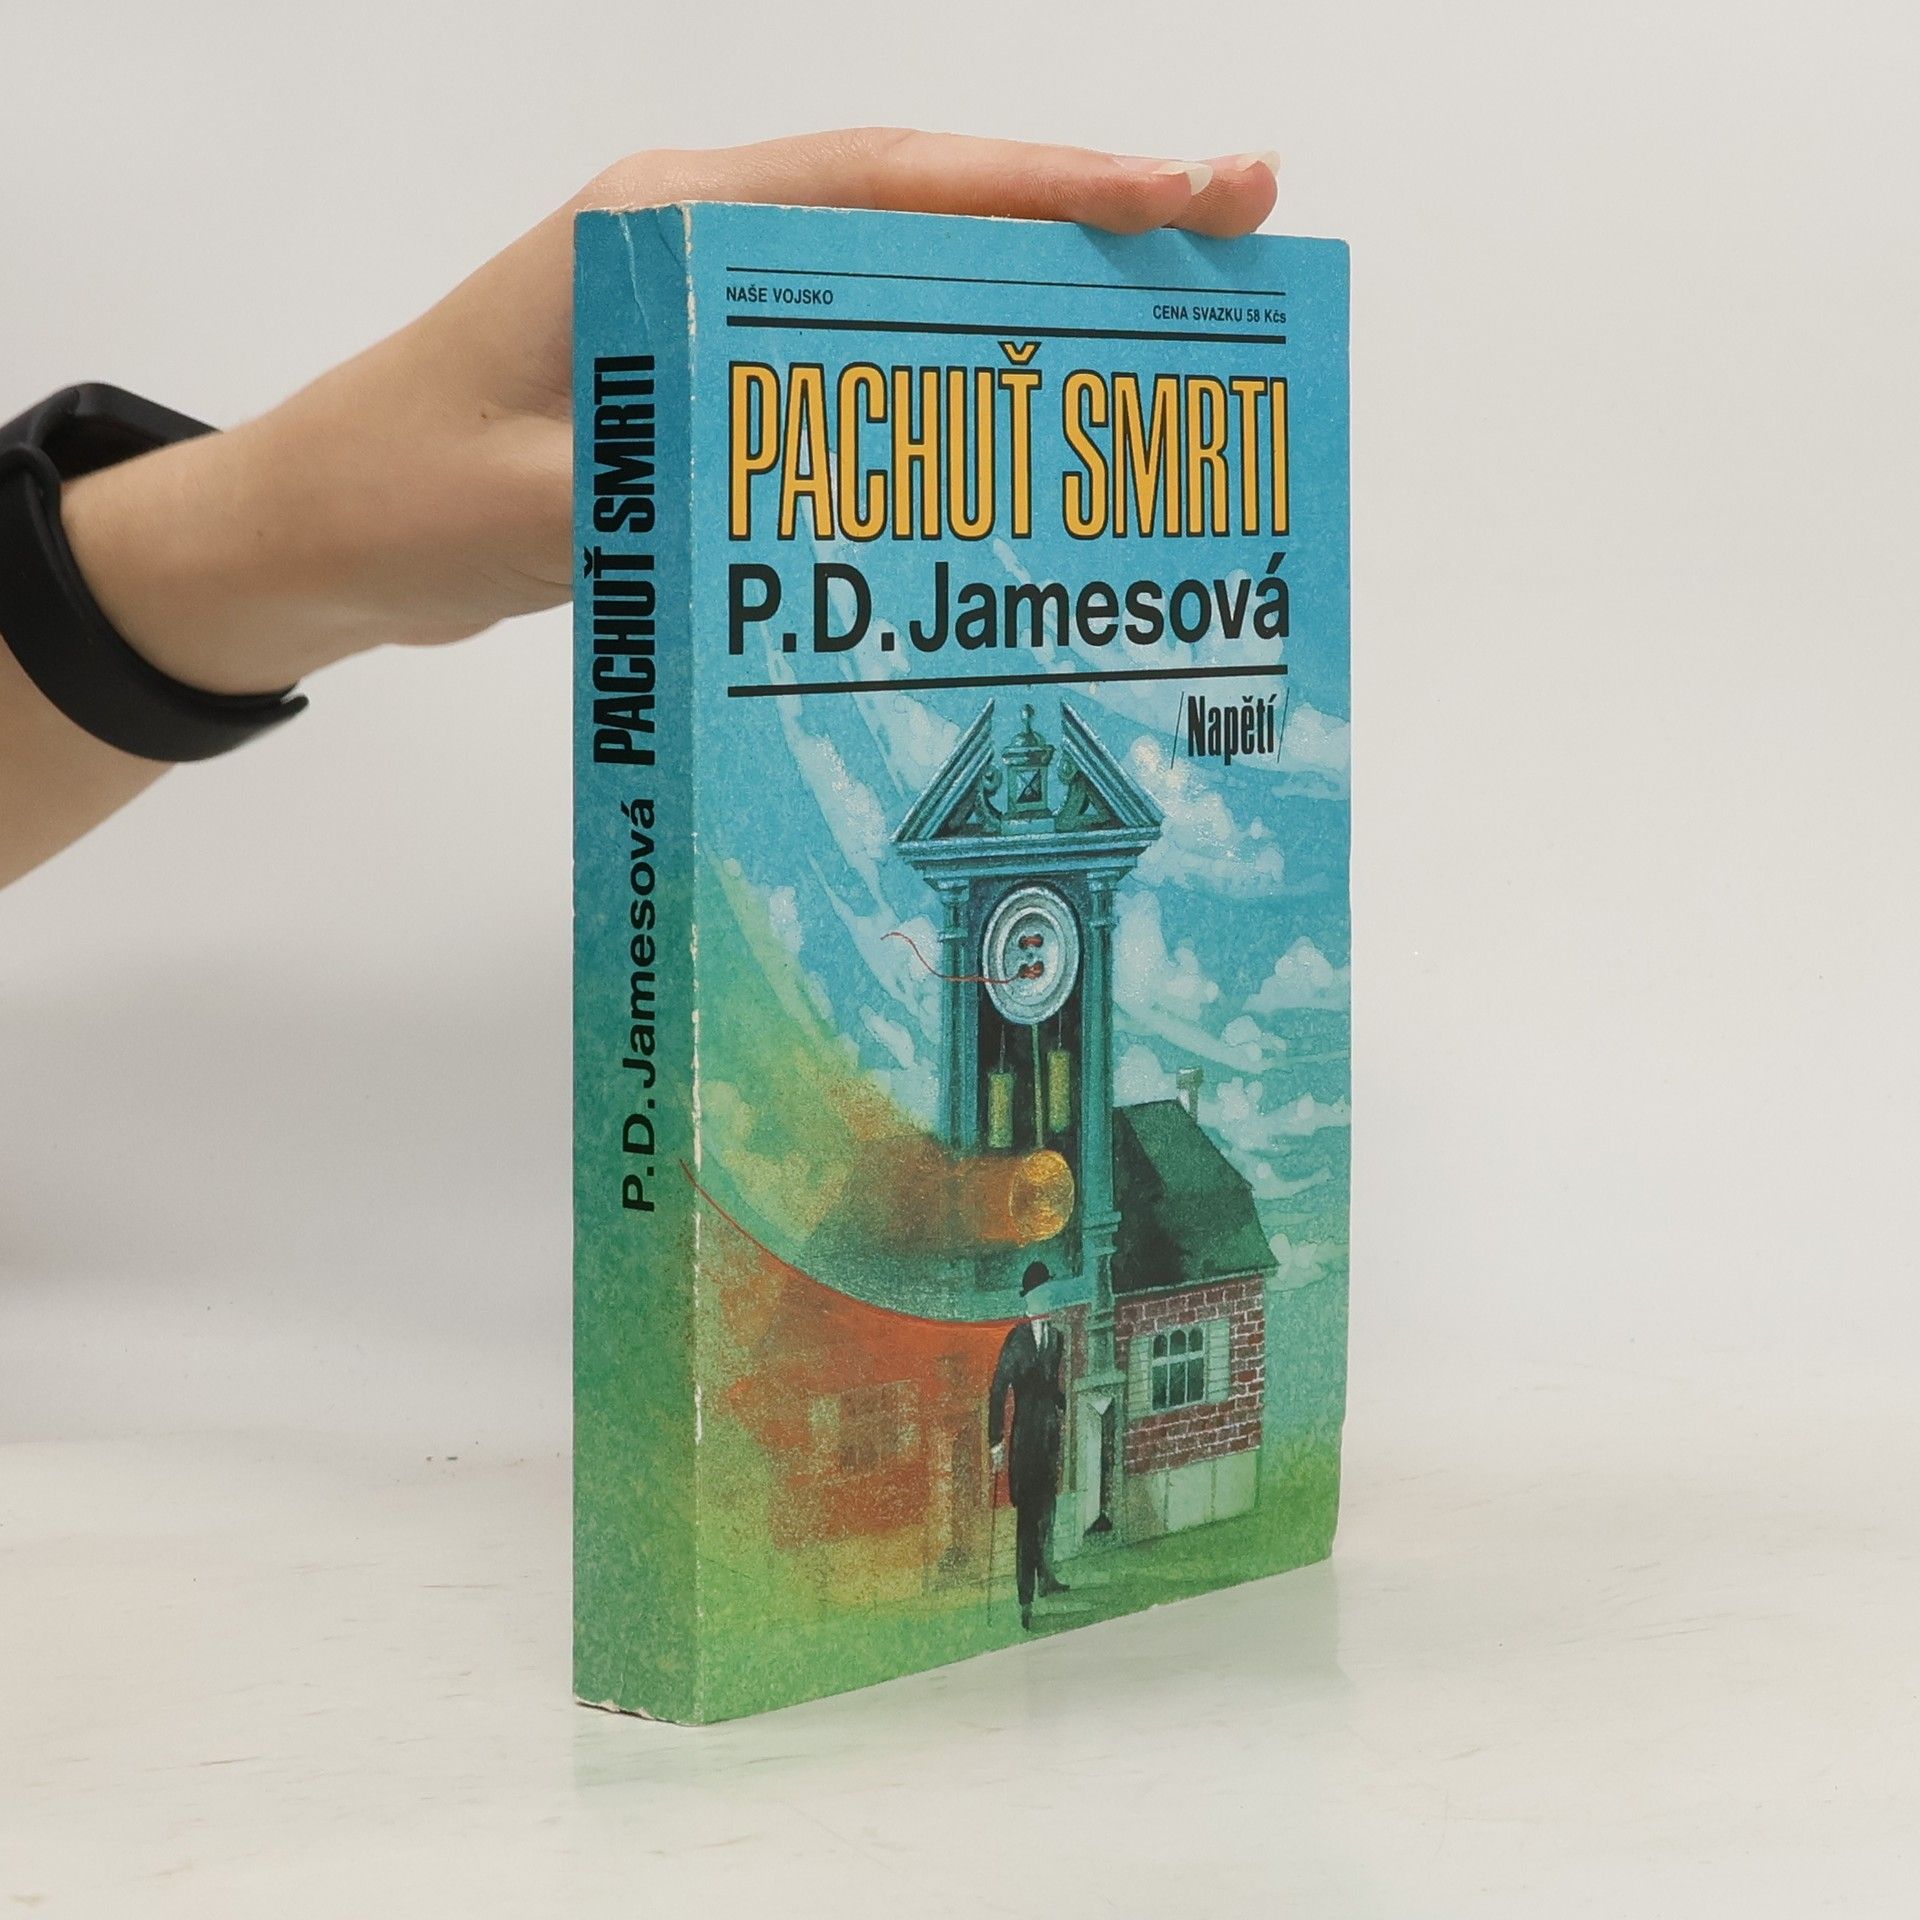 PACHUŤ SMRTI
P.D. Jamesová
NAŠE VOJSKO
CENA SVAZKU 58 Kčs
PACHUŤ SMRTI
P.D. Jamesová
/Napětí/